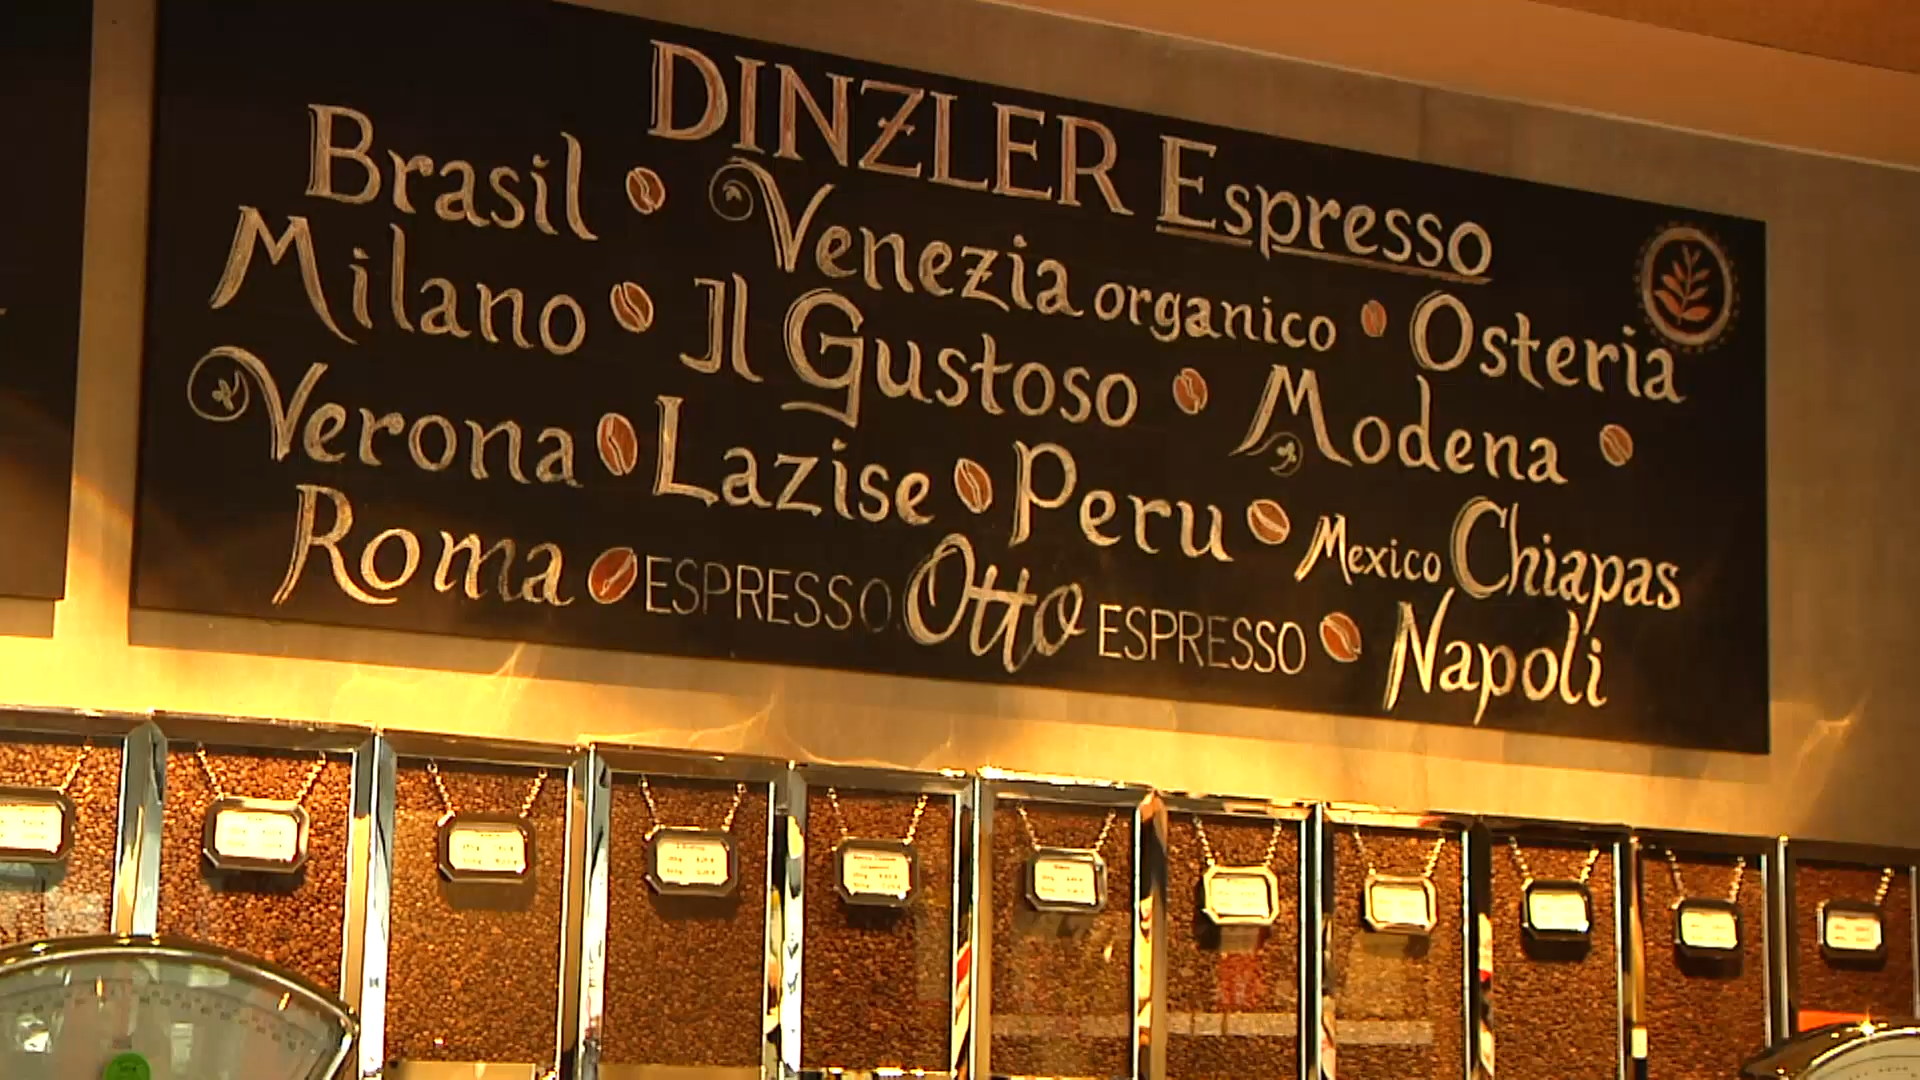 DINZLER Espresso
Brasil Venezia organico Osteria
Milano Il Gustoso Modena
Verona Lazise Peru Mexico Chiapas
Roma ESPRESSO Otto ESPRESSO Napoli